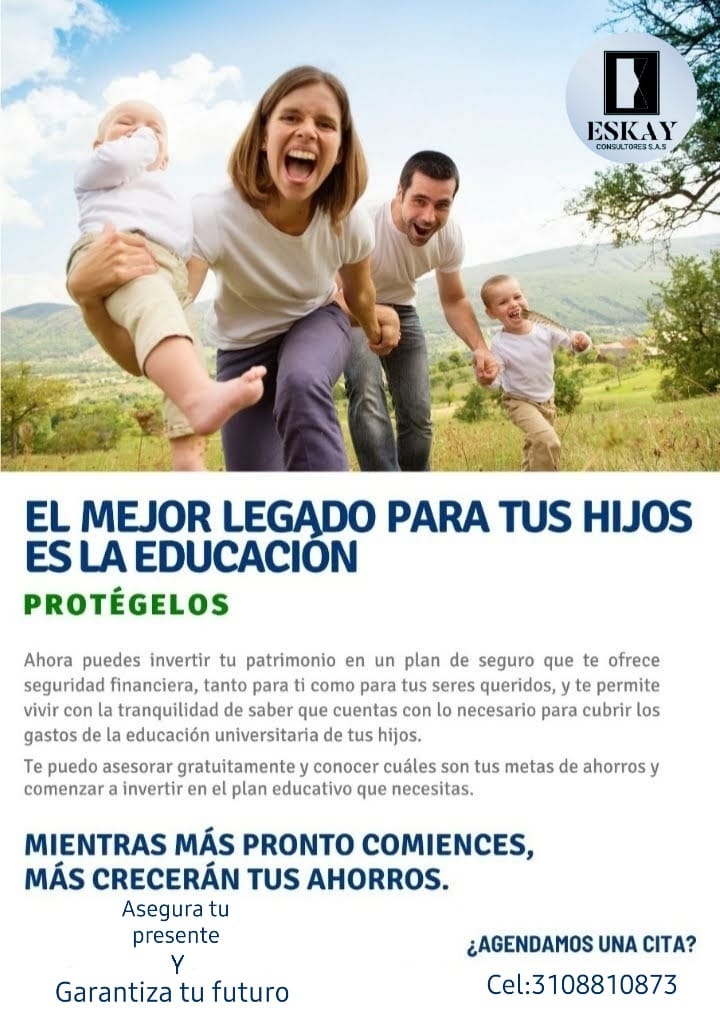 ESKAY
CONSULTORES S.A.S
EL MEJOR LEGADO PARA TUS HIJOS
ES LA EDUCACIÓN
PROTÉGELOS
Ahora puedes invertir tu patrimonio en un plan de seguro que te ofrece
seguridad financiera, tanto para ti como para tus seres queridos, y te permite
vivir con la tranquilidad de saber que cuentas con lo necesario para cubrir los
gastos de la educación universitaria de tus hijos.
Te puedo asesorar gratuitamente y conocer cuáles son tus metas de ahorros y
comenzar a invertir en el plan educativo que necesitas.
MIENTRAS MÁS PRONTO COMIENCES,
MÁS CRECERÁN TUS AHORROS.
Asegura tu
presente
Y
Garantiza tu futuro
¿AGENDAMOS UNA CITA?
Cel:3108810873